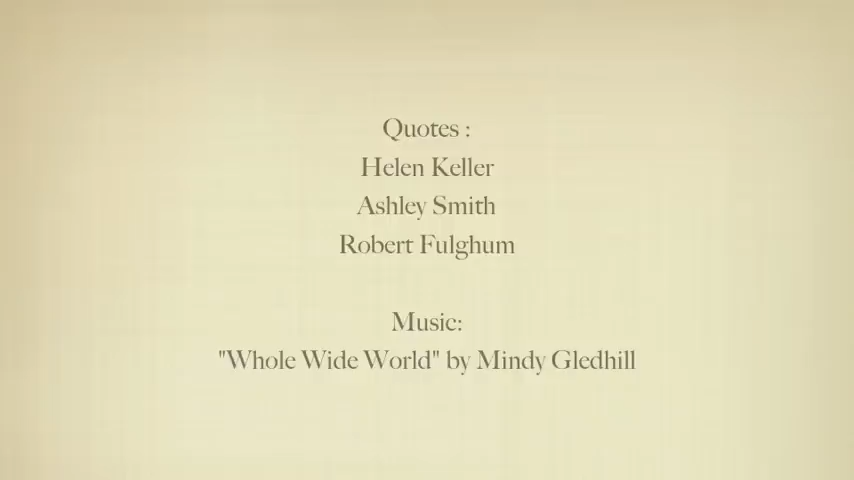 Quotes :
Helen Keller
Ashley Smith
Robert Fulghum
Music:
"Whole Wide World" by Mindy Gledhill